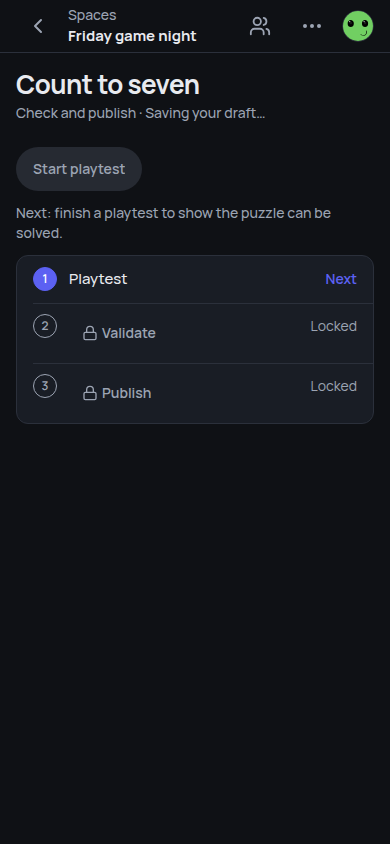 Spaces
Friday game night
Count to seven
Check and publish · Saving your draft…
Start playtest
Next: finish a playtest to show the puzzle can be
solved.
1 Playtest Next
2 Validate Locked
3 Publish Locked